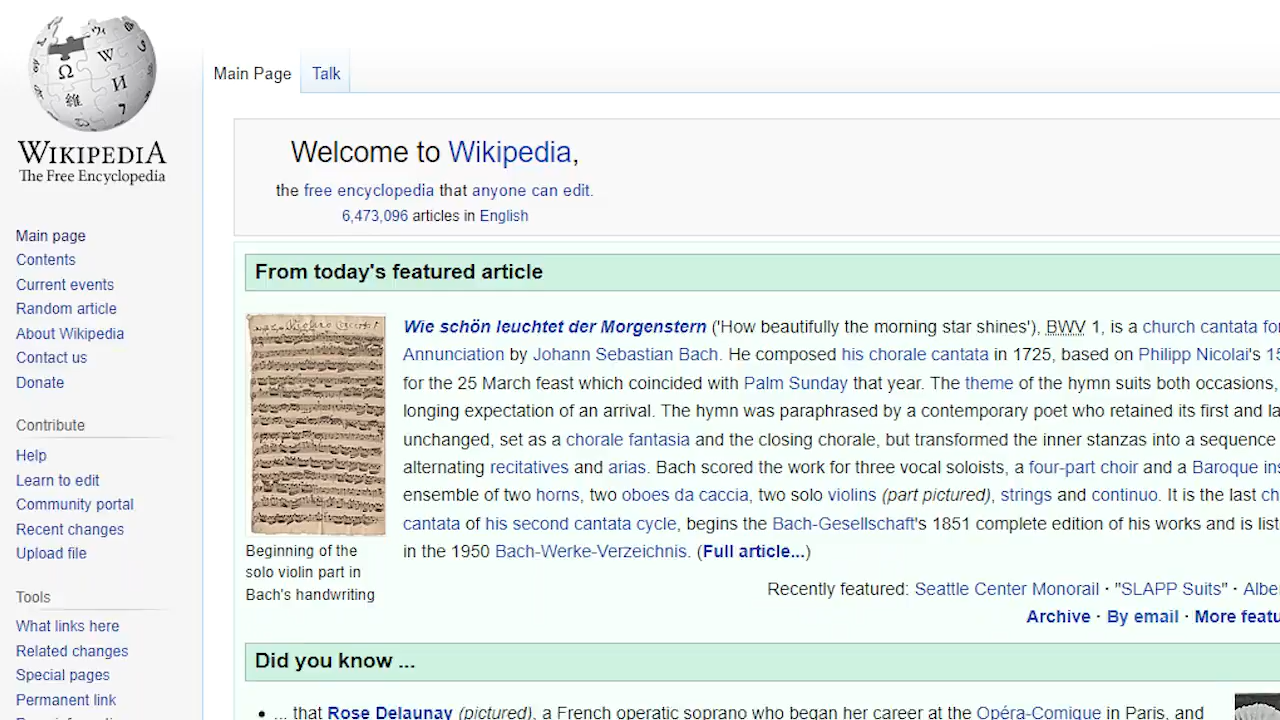 WIKIPEDIA
The Free Encyclopedia
Main page
Contents
Current events
Random article
About Wikipedia
Contact us
Donate
Contribute
Help
Learn to edit
Community portal
Recent changes
Upload file
Tools
What links here
Related changes
Special pages
Permanent link
Main Page Talk
Welcome to Wikipedia,
the free encyclopedia that anyone can edit.
6,473,096 articles in English
From today's featured article
Wie schön leuchtet der Morgenstern ('How beautifully the morning star shines'), BWV 1, is a church cantata
Annunciation by Johann Sebastian Bach. He composed his chorale cantata in 1725, based on Philipp Nicolai's
for the 25 March feast which coincided with Palm Sunday that year. The theme of the hymn suits both occasions,
longing expectation of an arrival. The hymn was paraphrased by a contemporary poet who retained its first and
unchanged, set as a chorale fantasia and the closing chorale, but transformed the inner stanzas into a sequence
alternating recitatives and arias. Bach scored the work for three vocal soloists, a four-part choir and a Baroque
ensemble of two horns, two oboes da caccia, two solo violins (part pictured), strings and continuo. It is the last
cantata of his second cantata cycle, begins the Bach-Gesellschaft's 1851 complete edition of his works and is
in the 1950 Bach-Werke-Verzeichnis. (Full article...)
Beginning of the
solo violin part in
Bach's handwriting
Recently featured: Seattle Center Monorail · "SLAPP Suits" ·
Archive · By email · More
Did you know ...
... that Rose Delaunay (pictured), a French operatic soprano who began her career at the Opéra-Comique in Paris, and